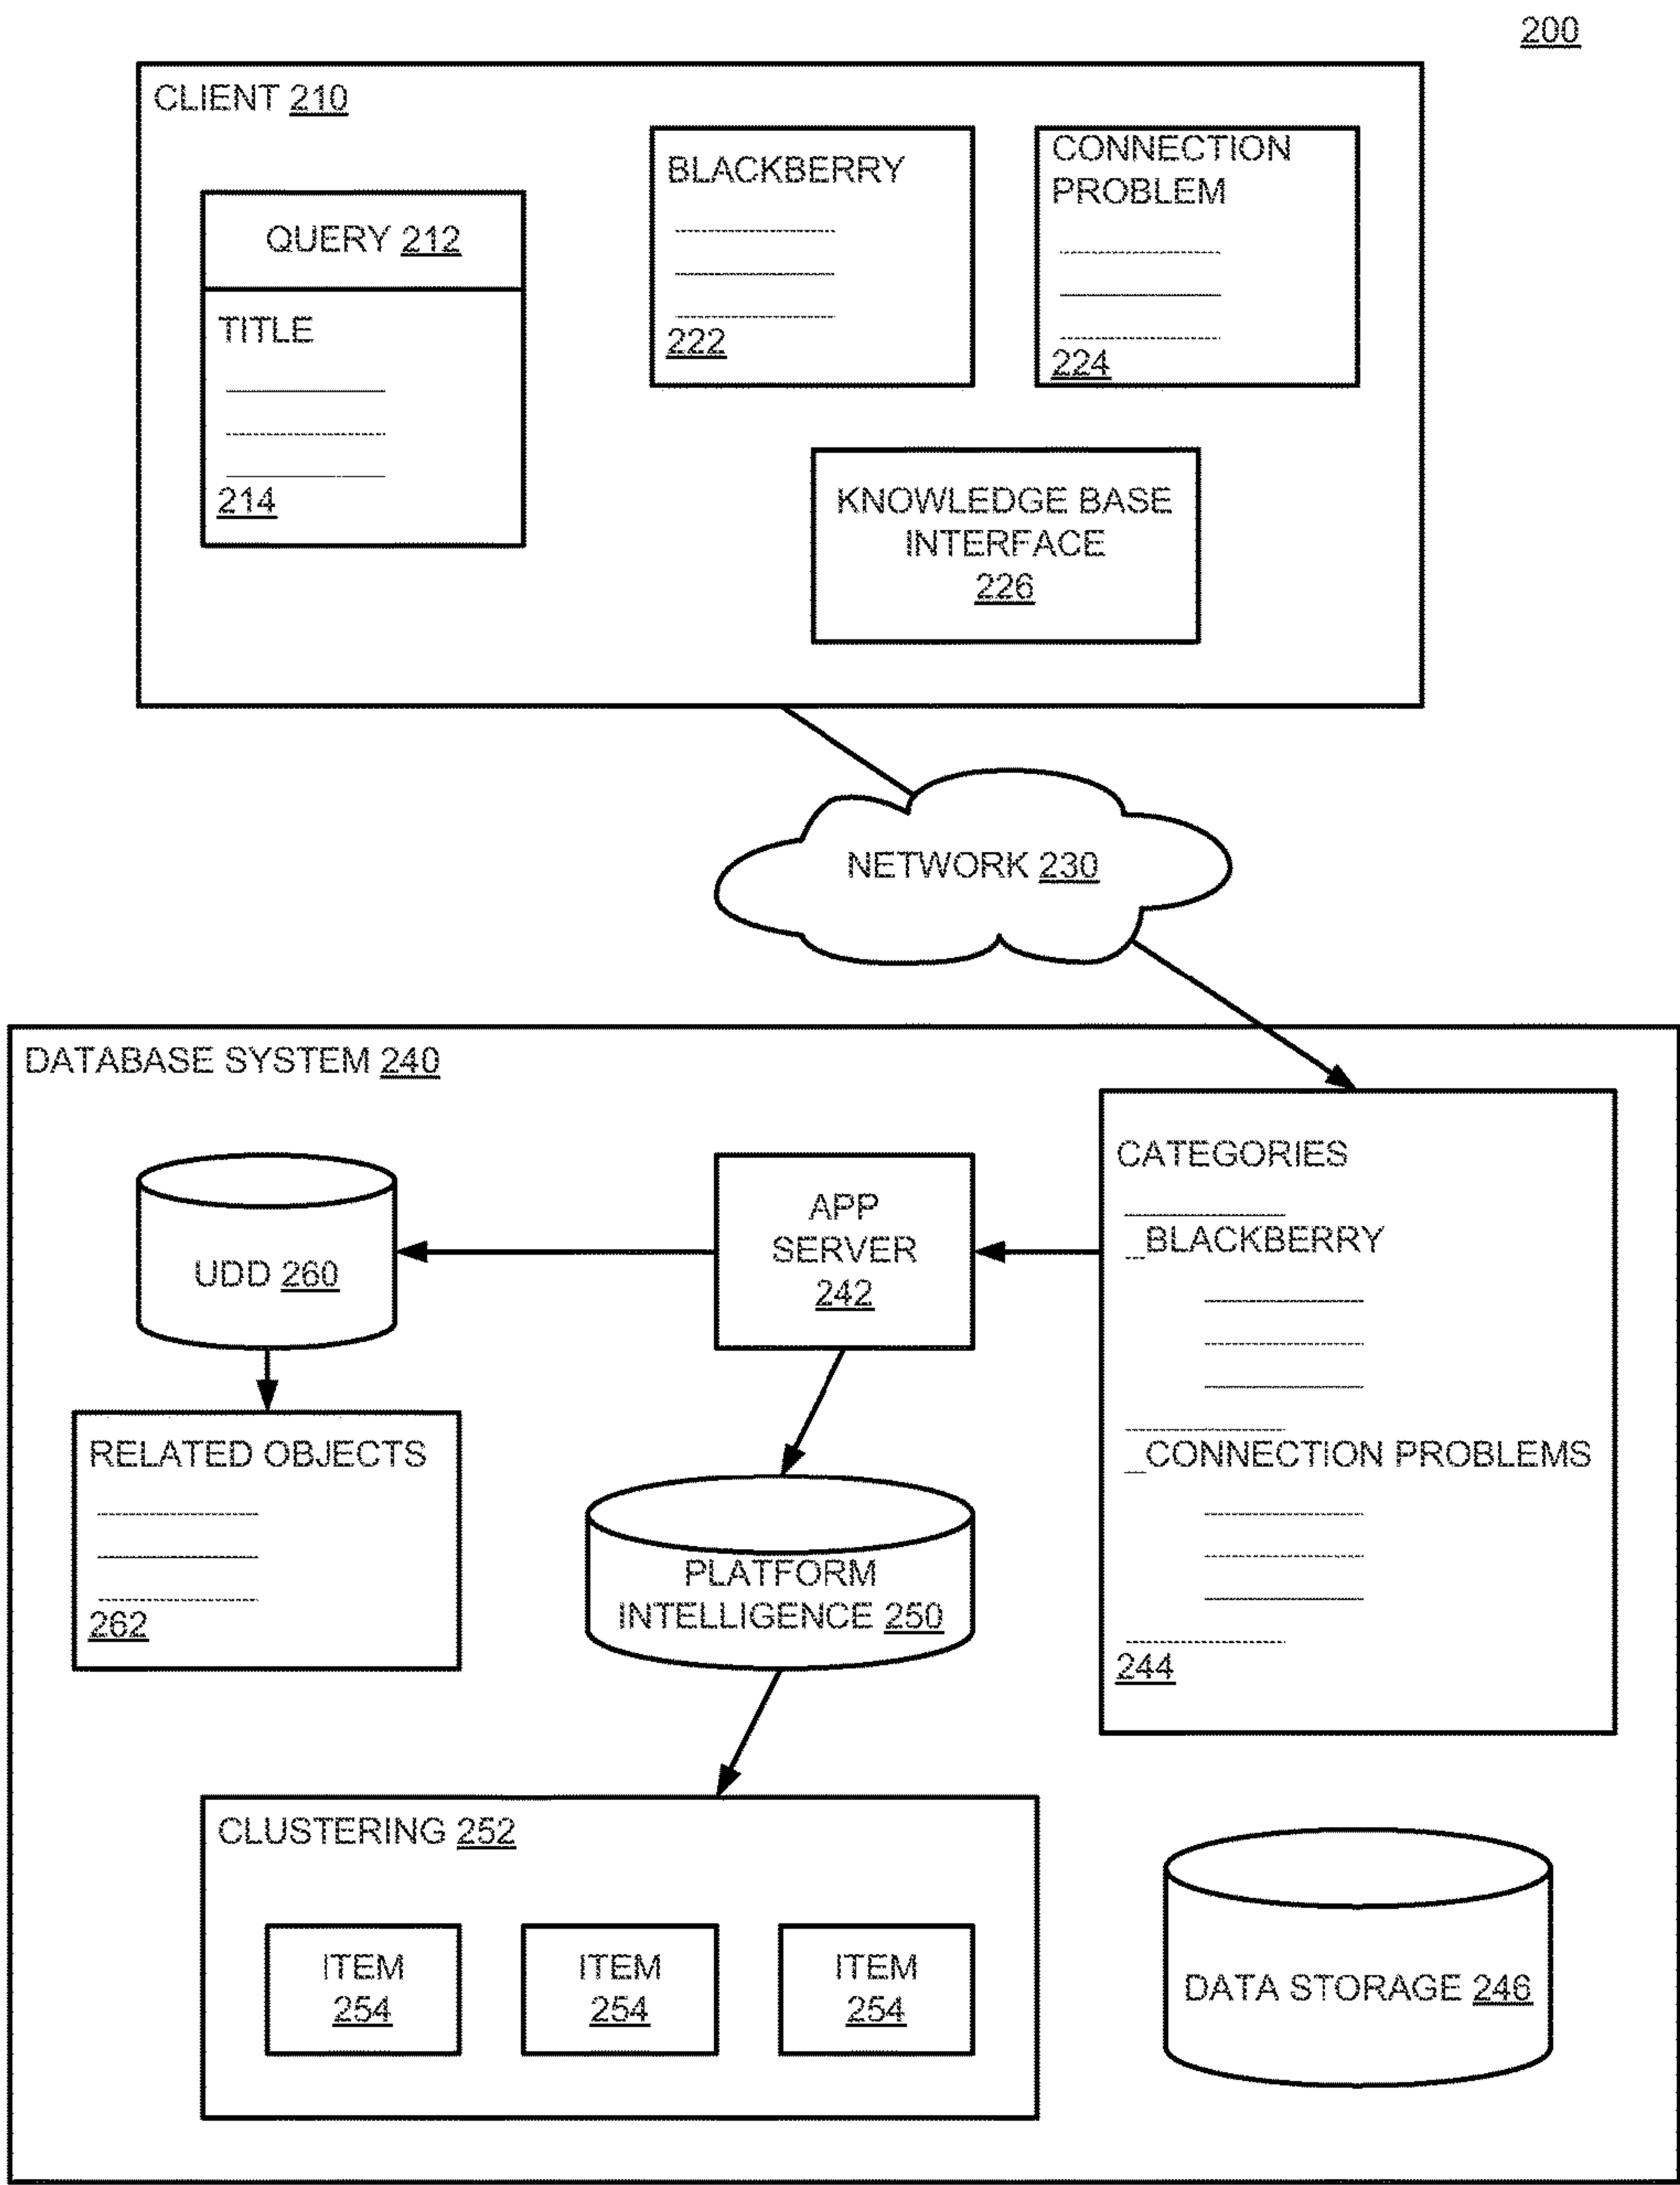 200
CLIENT 210
QUERY 212
TITLE
214
BLACKBERRY
222
CONNECTION
PROBLEM
224
KNOWLEDGE BASE
INTERFACE
226
NETWORK 230
DATABASE SYSTEM 240
UDD 260
APP
SERVER
242
CATEGORIES
_BLACKBERRY
_CONNECTION PROBLEMS
244
RELATED OBJECTS
262
PLATFORM
INTELLIGENCE 250
CLUSTERING 252
ITEM
254
ITEM
254
ITEM
254
DATA STORAGE 246